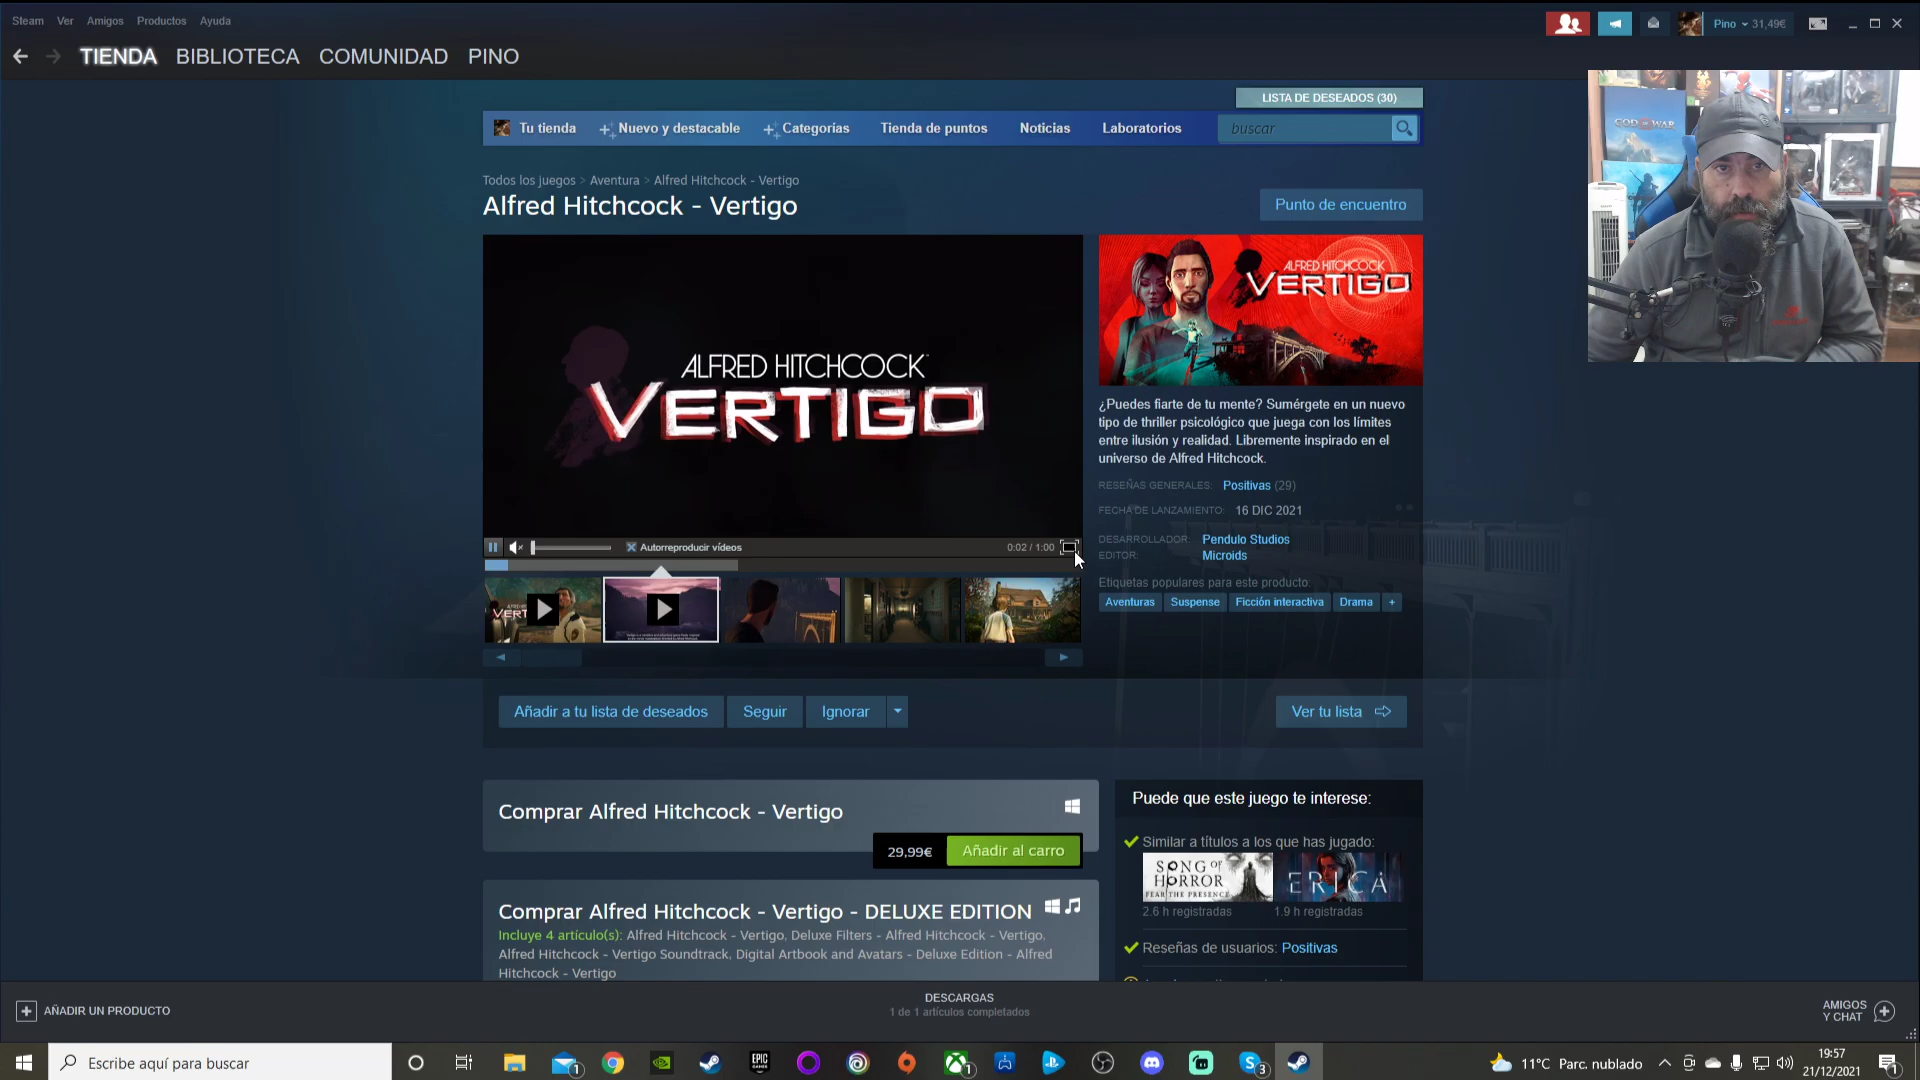 Steam Ver Amigos Productos Ayuda
Pino 31,49€
TIENDA BIBLIOTECA COMUNIDAD PINO
LISTA DE DESEADOS (30)
Tu tienda Nuevo y destacable Categorías Tienda de puntos Noticias Laboratorios buscar
GOD OF WAR
Todos los juegos > Aventura > Alfred Hitchcock - Vertigo
Alfred Hitchcock - Vertigo
Punto de encuentro
ALFRED HITCHCOCK
VERTIGO
ALFRED HITCHCOCK
VERTIGO
¿Puedes fiarte de tu mente? Sumérgete en un nuevo
tipo de thriller psicológico que juega con los límites
entre ilusión y realidad. Libremente inspirado en el
universo de Alfred Hitchcock.
RESEÑAS GENERALES: Positivas (29)
FECHA DE LANZAMIENTO: 16 DIC 2021
DESARROLLADOR: Pendulo Studios
EDITOR: Microids
Etiquetas populares para este producto:
Aventuras Suspense Ficción interactiva Drama +
Autorreproducir vídeos 0:02 / 1:00
Añadir a tu lista de deseados Seguir Ignorar
Ver tu lista
Comprar Alfred Hitchcock - Vertigo
29,99€ Añadir al carro
Comprar Alfred Hitchcock - Vertigo - DELUXE EDITION
Incluye 4 artículo(s): Alfred Hitchcock - Vertigo, Deluxe Filters - Alfred Hitchcock - Vertigo,
Alfred Hitchcock - Vertigo Soundtrack, Digital Artbook and Avatars - Deluxe Edition - Alfred
Hitchcock - Vertigo
Puede que este juego te interese:
Similar a títulos a los que has jugado:
SONG OF
HORROR
FEAR THE PRESENCE
ERICA
2.6 h registradas 1.9 h registradas
Reseñas de usuarios: Positivas
AÑADIR UN PRODUCTO
DESCARGAS
1 de 1 artículos completados
AMIGOS
Y CHAT
Escribe aquí para buscar
EPIC
GAMES
11°C Parc. nublado
19:57
21/12/2021